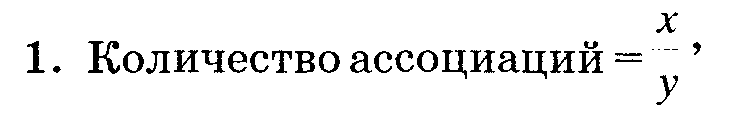 1. Количество ассоциаций = x/y,